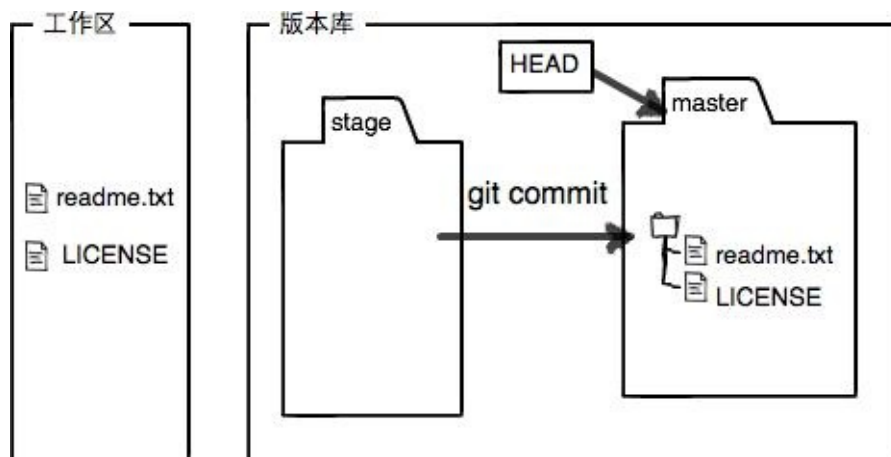 工作区
版本库
HEAD
stage
master
readme.txt
git commit
LICENSE
readme.txt
LICENSE